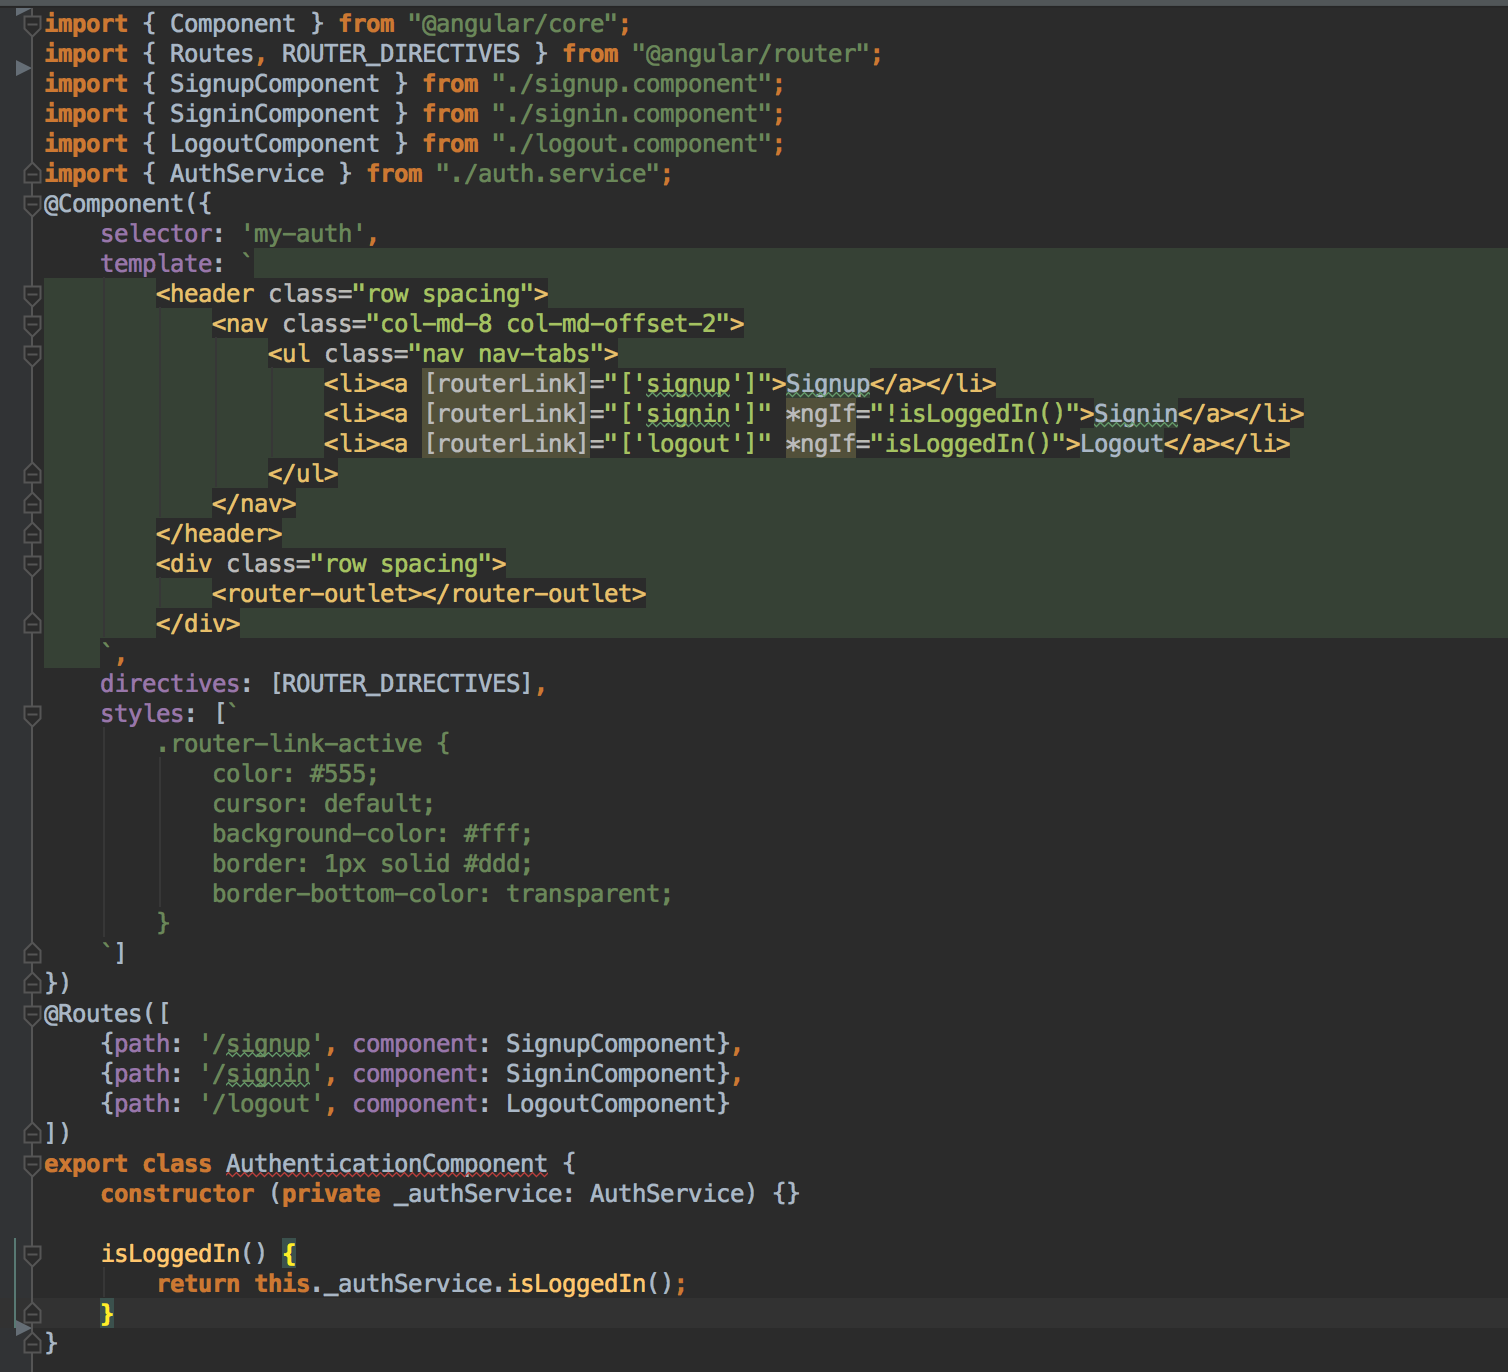 import { Component } from "@angular/core";
import { Routes, ROUTER_DIRECTIVES } from "@angular/router";
import { SignupComponent } from "./signup.component";
import { SigninComponent } from "./signin.component";
import { LogoutComponent } from "./logout.component";
import { AuthService } from "./auth.service";
@Component({
    selector: 'my-auth',
    template: `
        <header class="row spacing">
            <nav class="col-md-8 col-md-offset-2">
                <ul class="nav nav-tabs">
                    <li><a [routerLink]="['signup']">Signup</a></li>
                    <li><a [routerLink]="['signin']" *ngIf="!isLoggedIn()">Signin</a></li>
                    <li><a [routerLink]="['logout']" *ngIf="isLoggedIn()">Logout</a></li>
                </ul>
            </nav>
        </header>
        <div class="row spacing">
            <router-outlet></router-outlet>
        </div>
    `,
    directives: [ROUTER_DIRECTIVES],
    styles: [`
        .router-link-active {
            color: #555;
            cursor: default;
            background-color: #fff;
            border: 1px solid #ddd;
            border-bottom-color: transparent;
        }
    `]
})
@Routes([
    {path: '/signup', component: SignupComponent},
    {path: '/signin', component: SigninComponent},
    {path: '/logout', component: LogoutComponent}
])
export class AuthenticationComponent {
    constructor (private _authService: AuthService) {}

    isLoggedIn() {
        return this._authService.isLoggedIn();
    }
}